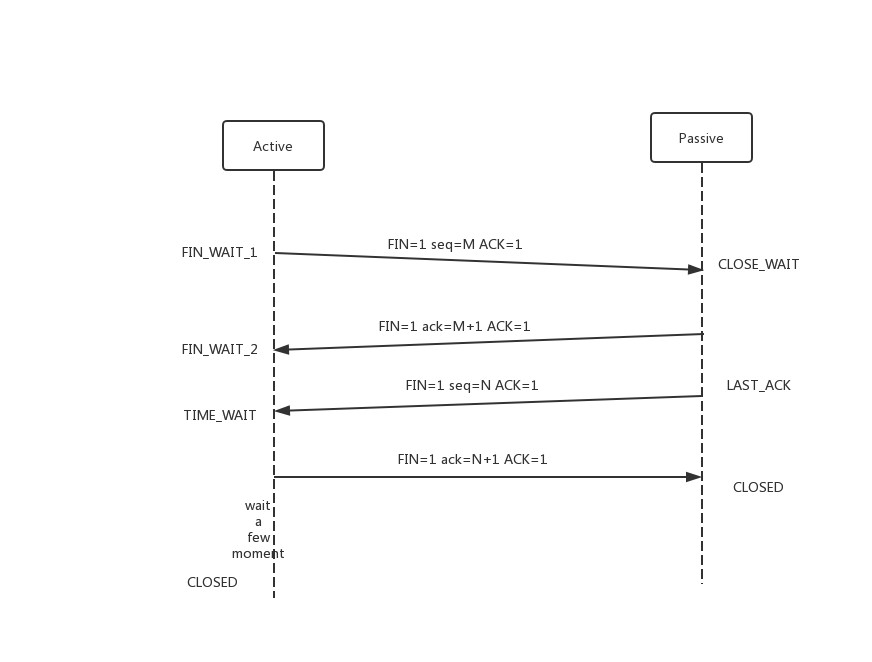 Active
Passive
FIN=1 seq=M ACK=1
FIN_WAIT_1
CLOSE_WAIT
FIN=1 ack=M+1 ACK=1
FIN_WAIT_2
FIN=1 seq=N ACK=1
LAST_ACK
TIME_WAIT
FIN=1 ack=N+1 ACK=1
CLOSED
wait
a
few
moment
CLOSED